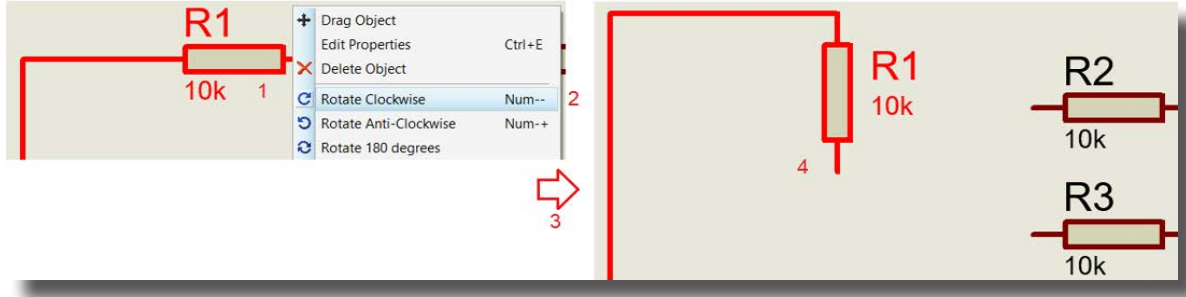 R1
10k 1
Drag Object
Edit Properties Ctrl+E
Delete Object
Rotate Clockwise Num--
Rotate Anti-Clockwise Num-+
Rotate 180 degrees
2
3
R1
10k
4
R2
10k
R3
10k